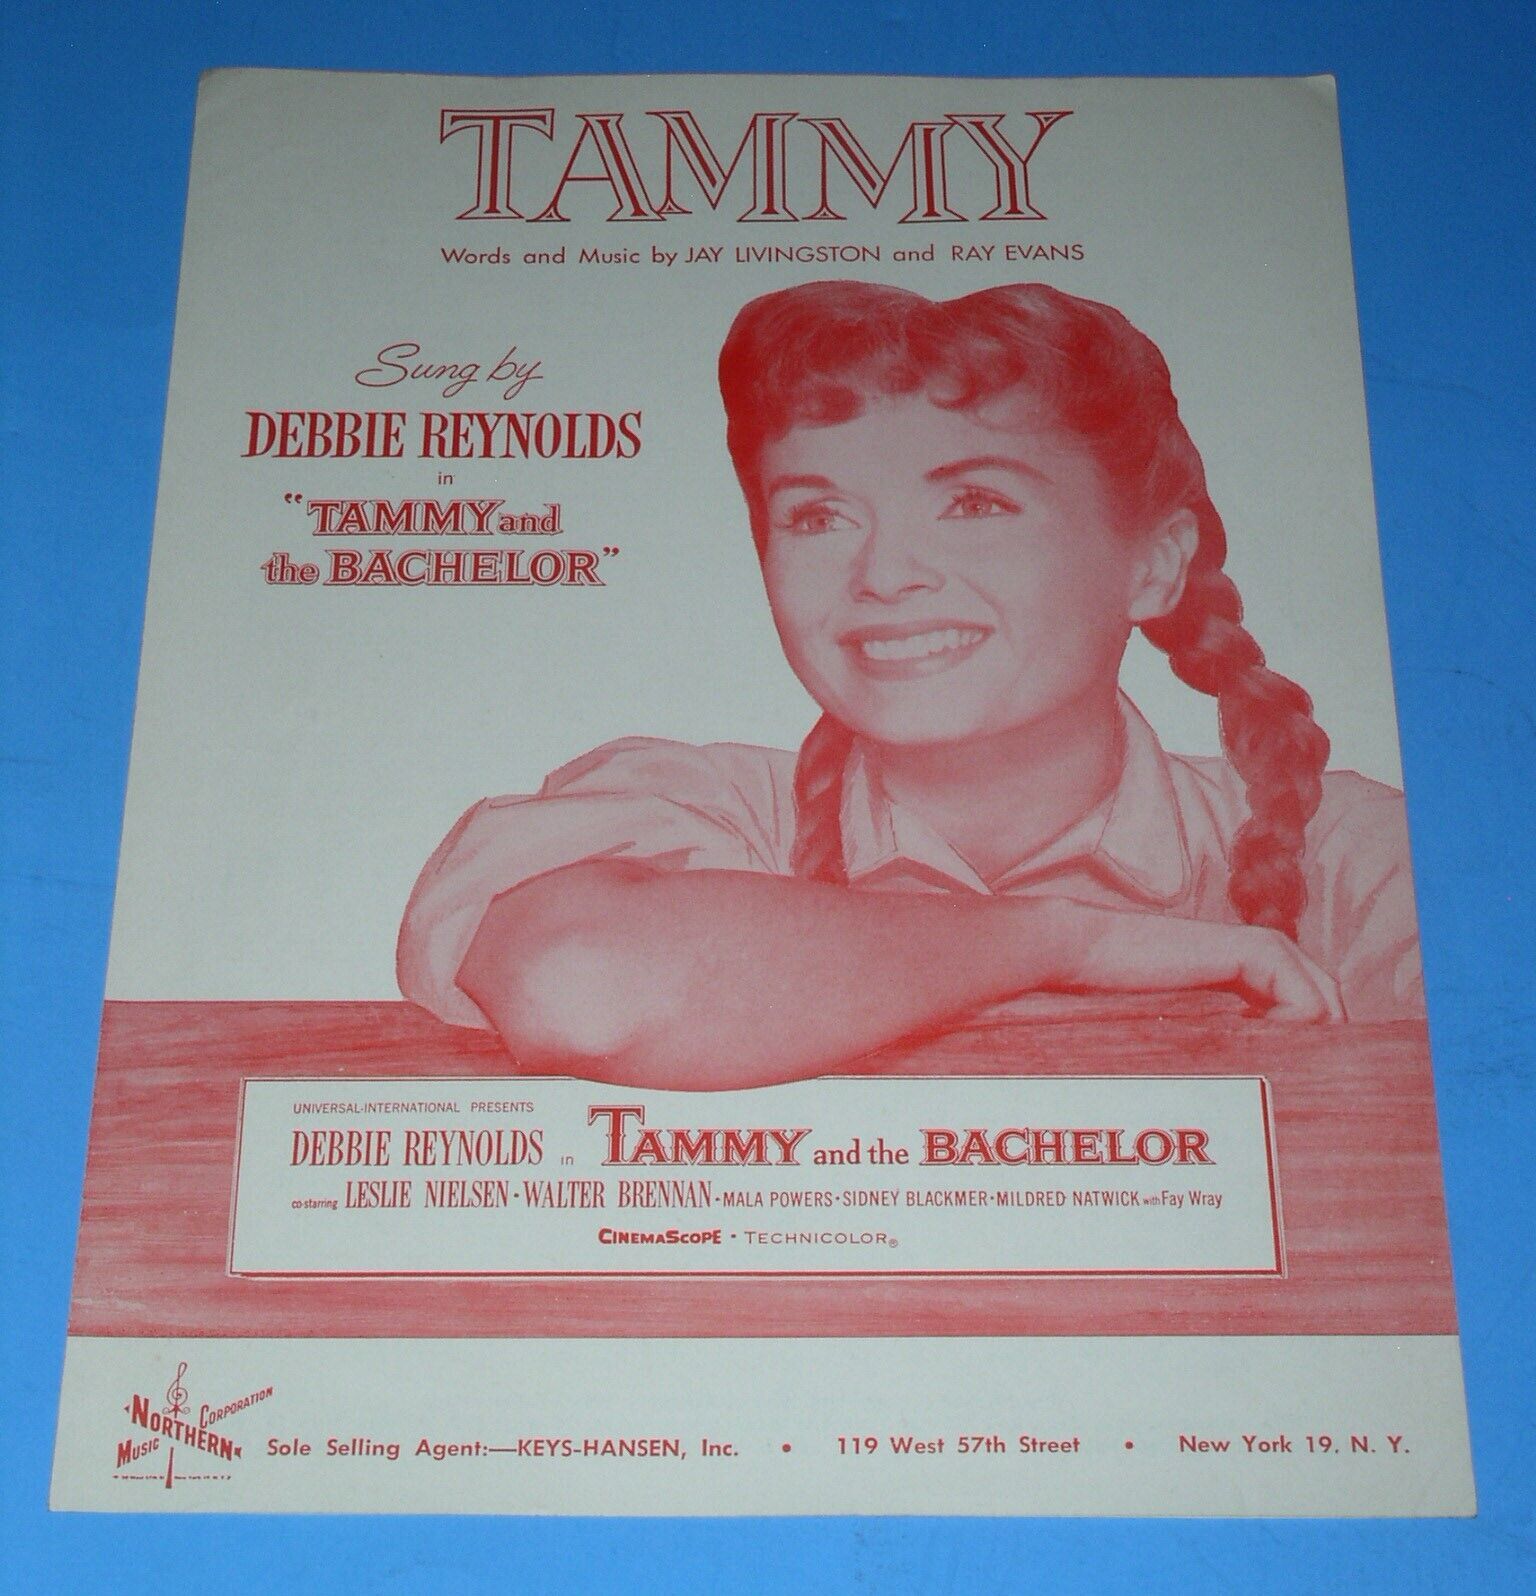 TAMMY
Words and Music by JAY LIVINGSTON and RAY EVANS
Sung by
DEBBIE REYNOLDS
in
"TAMMY and
the BACHELOR"
UNIVERSAL-INTERNATIONAL PRESENTS
DEBBIE REYNOLDS in TAMMY and the BACHELOR
co-starring LESLIE NIELSEN • WALTER BRENNAN • MALA POWERS • SIDNEY BLACKMER • MILDRED NATWICK with Fay Wray
CINEMASCOPE • TECHNICOLOR®
NORTHERN
MUSIC
CORPORATION
Sole Selling Agent:—KEYS-HANSEN, Inc. • 119 West 57th Street • New York 19, N. Y.